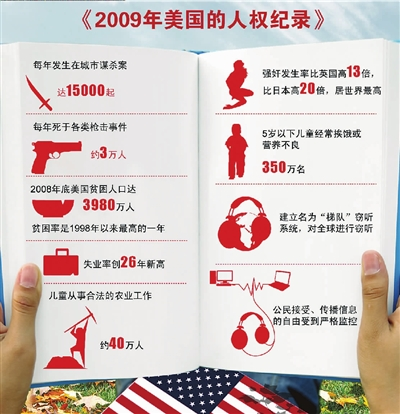 《2009年美国的人权纪录》
每年发生在城市谋杀案
达15000起
每年死于各类枪击事件
约3万人
2008年底美国贫困人口达
3980万人
贫困率是1998年以来最高的一年
失业率创26年新高
儿童从事合法的农业工作
约40万人
强奸发生率比英国高13倍，
比日本高20倍，居世界最高
5岁以下儿童经常挨饿或
营养不良
350万名
建立名为“梯队”窃听
系统，对全球进行窃听
公民接受、传播信息
的自由受到严格监控